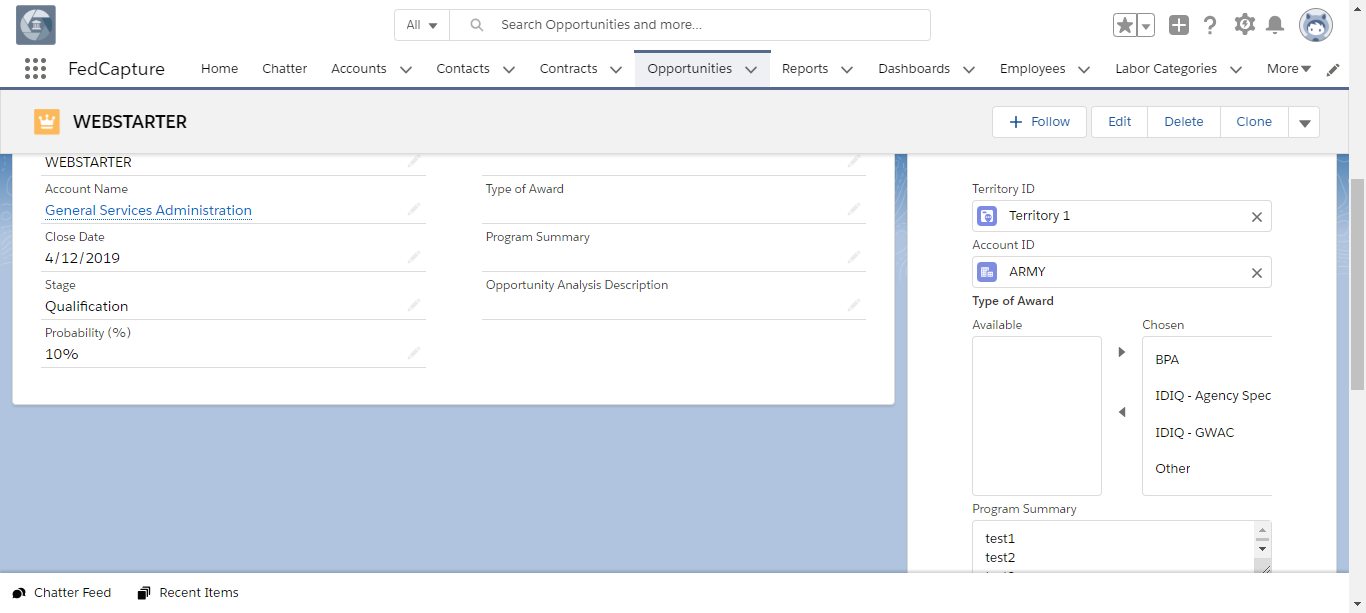 All
Search Opportunities and more...
FedCapture
Home
Chatter
Accounts
Contacts
Contracts
Opportunities
Reports
Dashboards
Employees
Labor Categories
More
WEBSTARTER
Follow
Edit
Delete
Clone
WEBSTARTER
Account Name
General Services Administration
Close Date
4/12/2019
Stage
Qualification
Probability (%)
10%
Type of Award
Program Summary
Opportunity Analysis Description
Territory ID
Territory 1
Account ID
ARMY
Type of Award
Available
Chosen
BPA
IDIQ - Agency Spec
IDIQ - GWAC
Other
Program Summary
test1
test2
Chatter Feed
Recent Items